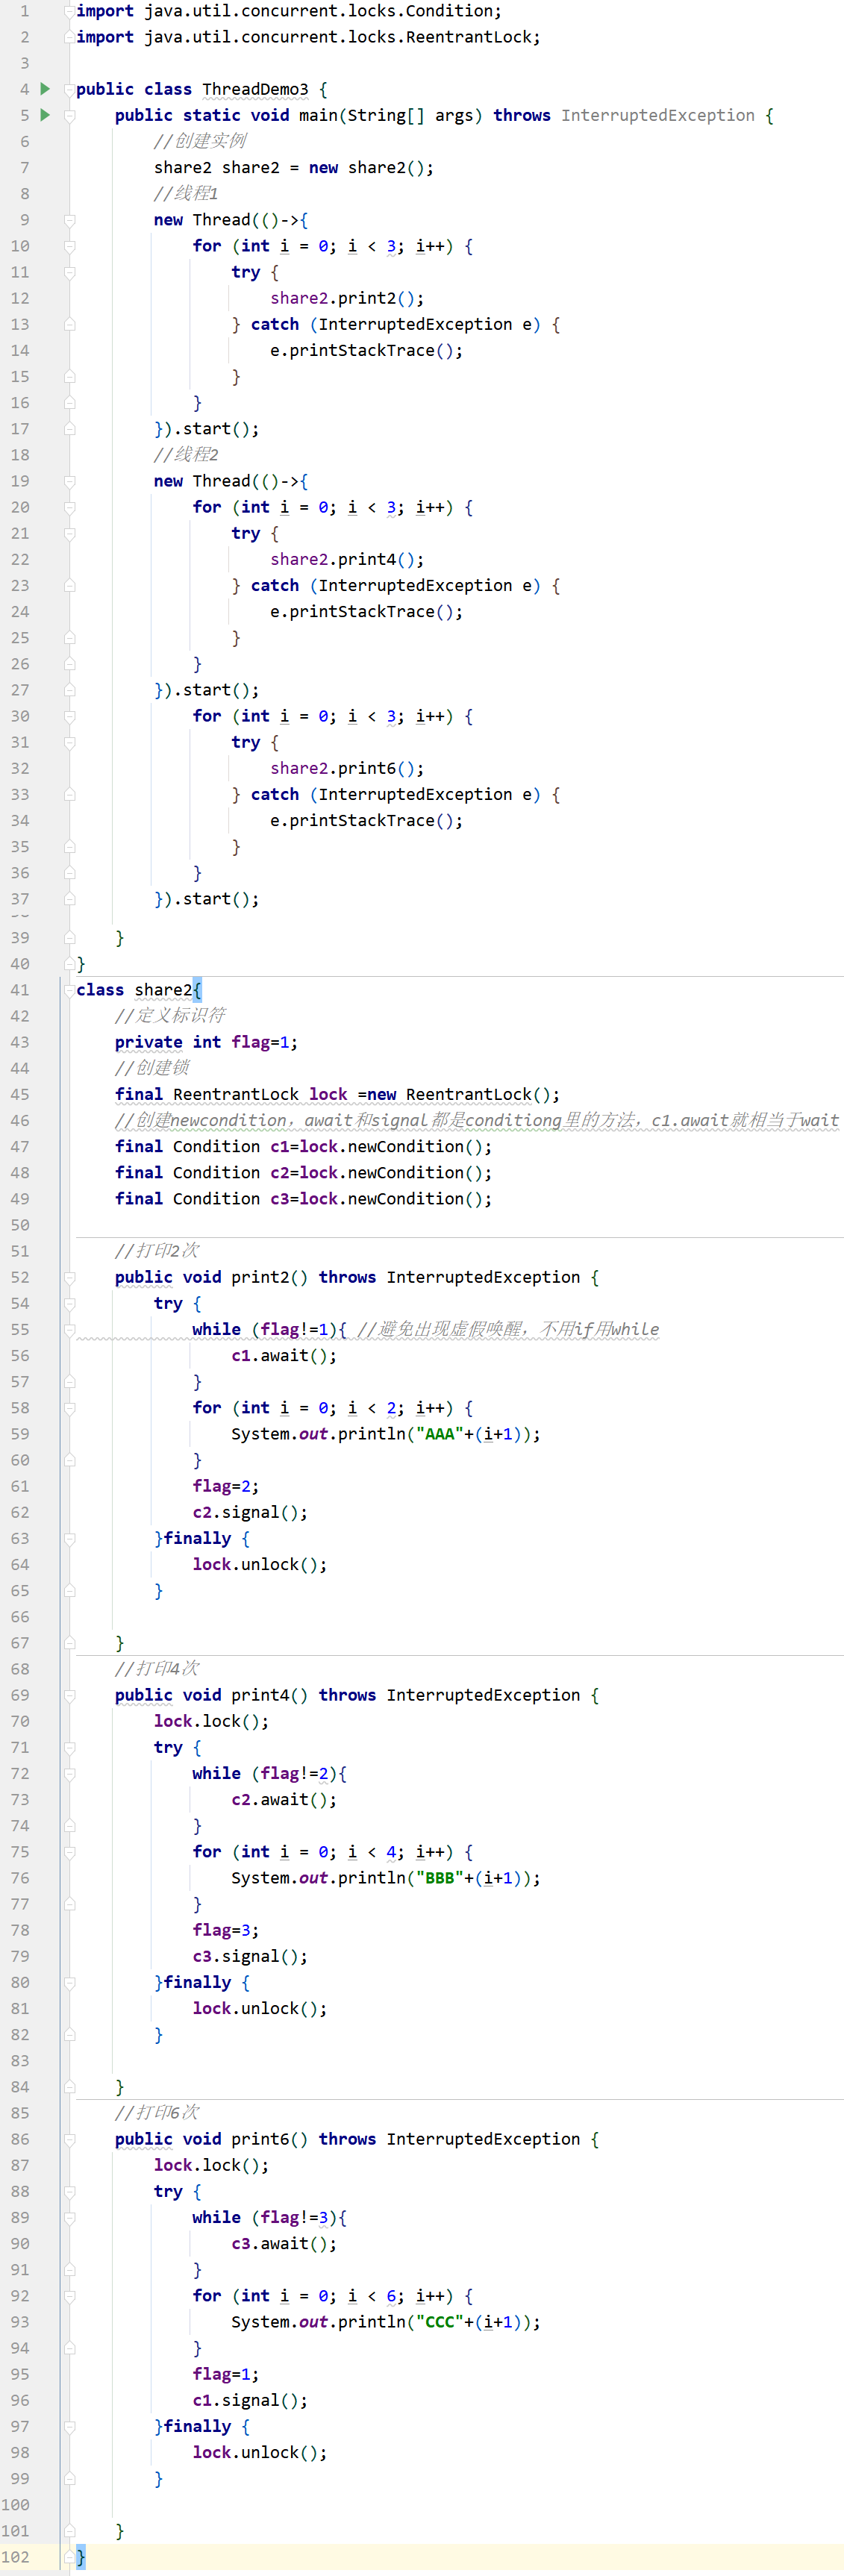 1 import java.util.concurrent.locks.Condition;
2 import java.util.concurrent.locks.ReentrantLock;
3
4 public class ThreadDemo3 {
5     public static void main(String[] args) throws InterruptedException {
6         //创建实例
7         share2 share2 = new share2();
8         //线程1
9         new Thread(()->{
10             for (int i = 0; i < 3; i++) {
11                 try {
12                     share2.print2();
13                 } catch (InterruptedException e) {
14                     e.printStackTrace();
15                 }
16             }
17         }).start();
18         //线程2
19         new Thread(()->{
20             for (int i = 0; i < 3; i++) {
21                 try {
22                     share2.print4();
23                 } catch (InterruptedException e) {
24                     e.printStackTrace();
25                 }
26             }
27         }).start();
30             for (int i = 0; i < 3; i++) {
31                 try {
32                     share2.print6();
33                 } catch (InterruptedException e) {
34                     e.printStackTrace();
35                 }
36             }
37         }).start();
39     }
40 }
41 class share2{
42     //定义标识符
43     private int flag=1;
44     //创建锁
45     final ReentrantLock lock =new ReentrantLock();
46     //创建newcondition，await和signal都是conditiong里的方法，c1.await就相当于wait
47     final Condition c1=lock.newCondition();
48     final Condition c2=lock.newCondition();
49     final Condition c3=lock.newCondition();
50
51     //打印2次
52     public void print2() throws InterruptedException {
54         try {
55             while (flag!=1){ //避免出现虚假唤醒，不用if用while
56                 c1.await();
57             }
58             for (int i = 0; i < 2; i++) {
59                 System.out.println("AAA"+(i+1));
60             }
61             flag=2;
62             c2.signal();
63         }finally {
64             lock.unlock();
65         }
66
67     }
68     //打印4次
69     public void print4() throws InterruptedException {
70         lock.lock();
71         try {
72             while (flag!=2){
73                 c2.await();
74             }
75             for (int i = 0; i < 4; i++) {
76                 System.out.println("BBB"+(i+1));
77             }
78             flag=3;
79             c3.signal();
80         }finally {
81             lock.unlock();
82         }
83
84     }
85     //打印6次
86     public void print6() throws InterruptedException {
87         lock.lock();
88         try {
89             while (flag!=3){
90                 c3.await();
91             }
92             for (int i = 0; i < 6; i++) {
93                 System.out.println("CCC"+(i+1));
94             }
95             flag=1;
96             c1.signal();
97         }finally {
98             lock.unlock();
99         }
100
101     }
102 }